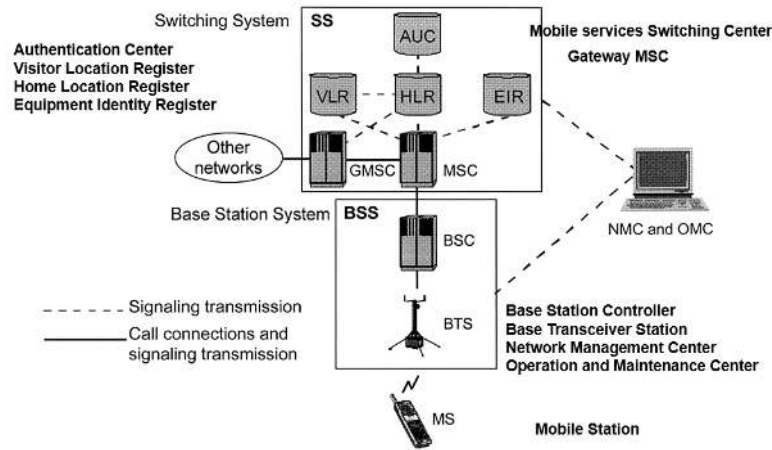 Switching System
SS
AUC
Mobile services Switching Center
Gateway MSC
Authentication Center
Visitor Location Register
Home Location Register
Equipment Identity Register
VLR
HLR
EIR
Other
networks
GMSC
MSC
Base Station System
BSS
BSC
NMC and OMC
Signaling transmission
Call connections and
signaling transmission
BTS
Base Station Controller
Base Transceiver Station
Network Management Center
Operation and Maintenance Center
MS
Mobile Station